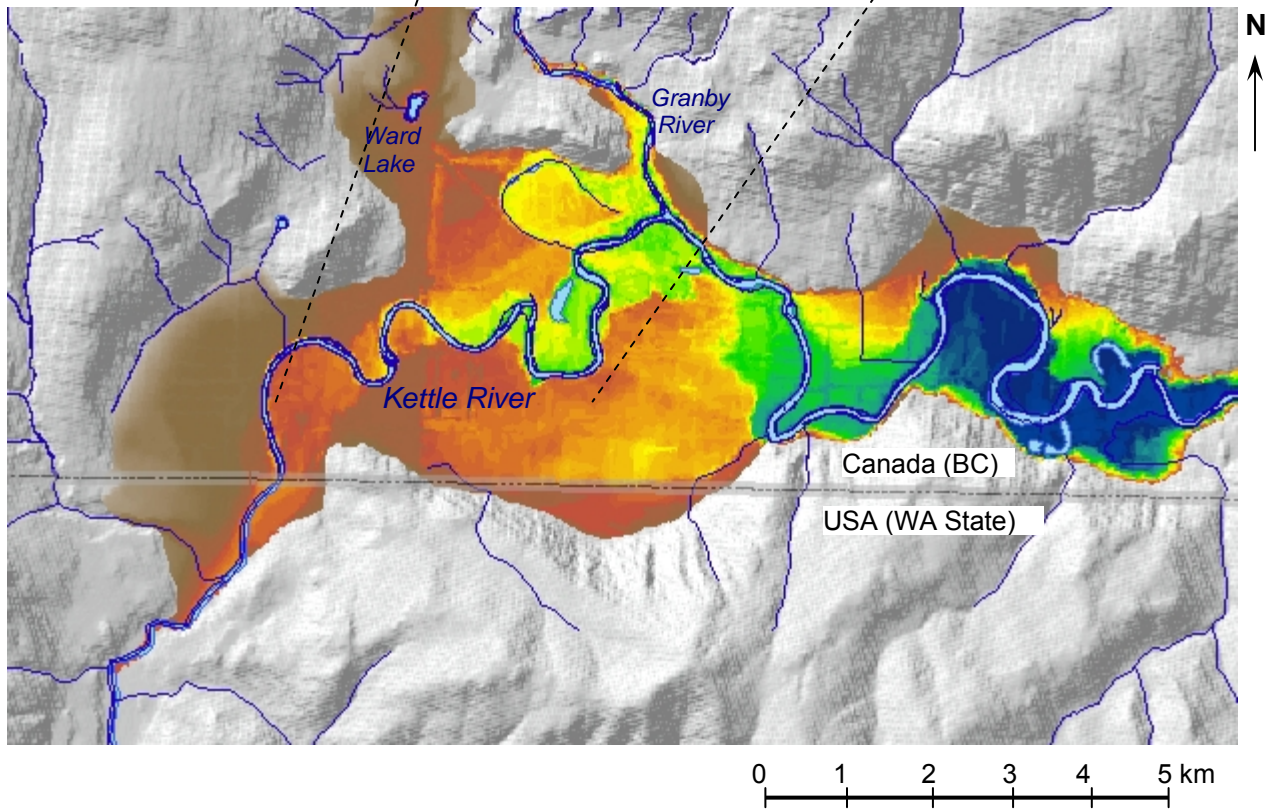 N
Granby
River
Ward
Lake
Kettle River
Canada (BC)
USA (WA State)
0 1 2 3 4 5 km